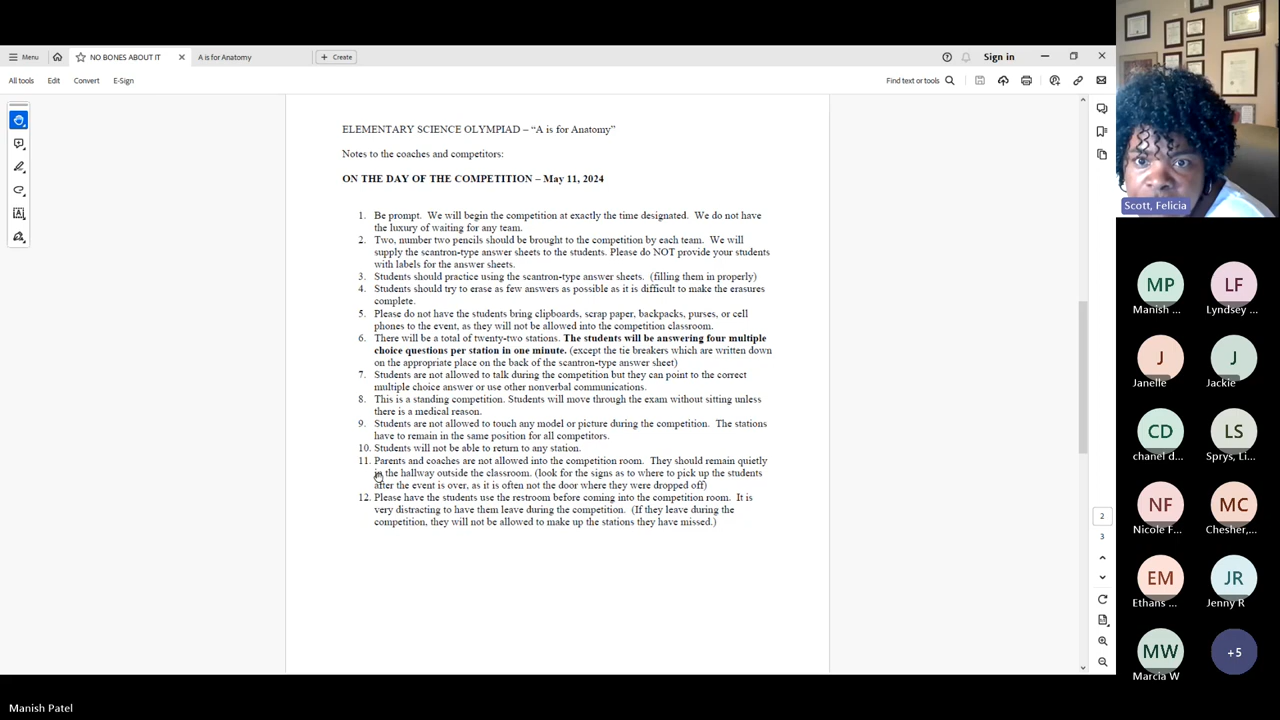 Menu
NO BONES ABOUT IT
A is for Anatomy
Create
Sign in
All tools
Edit
Convert
E-Sign
Find text or tools
ELEMENTARY SCIENCE OLYMPIAD – “A is for Anatomy”
Notes to the coaches and competitors:
ON THE DAY OF THE COMPETITION – May 11, 2024
1. Be prompt. We will begin the competition at exactly the time designated. We do not have
the luxury of waiting for any team.
2. Two, number two pencils should be brought to the competition by each team. We will
supply the scantron-type answer sheets to the students. Please do NOT provide your students
with labels for the answer sheets.
3. Students should practice using the scantron-type answer sheets. (filling them in properly)
4. Students should try to erase as few answers as possible as it is difficult to make the erasures
complete.
5. Please do not have the students bring clipboards, scrap paper, backpacks, purses, or cell
phones to the event, as they will not be allowed into the competition classroom.
6. There will be a total of twenty-two stations. The students will be answering four multiple
choice questions per station in one minute. (except the tie breakers which are written down
on the appropriate place on the back of the scantron-type answer sheet)
7. Students are not allowed to talk during the competition but they can point to the correct
multiple choice answer or use other nonverbal communications.
8. This is a standing competition. Students will move through the exam without sitting unless
there is a medical reason.
9. Students are not allowed to touch any model or picture during the competition. The stations
have to remain in the same position for all competitors.
10. Students will not be able to return to any station.
11. Parents and coaches are not allowed into the competition room. They should remain quietly
in the hallway outside the classroom. (look for the signs as to where to pick up the students
after the event is over, as it is often not the door where they were dropped off)
12. Please have the students use the restroom before coming into the competition room. It is
very distracting to have them leave during the competition. (If they leave during the
competition, they will not be allowed to make up the stations they have missed.)
2
3
Scott, Felicia
MP
Manish ...
LF
Lyndsey ...
J
Janelle
J
Jackie
CD
chanel d...
LS
Sprys, Li...
NF
Nicole F...
MC
Chesher,...
EM
Ethans ...
JR
Jenny R
MW
Marcia W
+5
Manish Patel